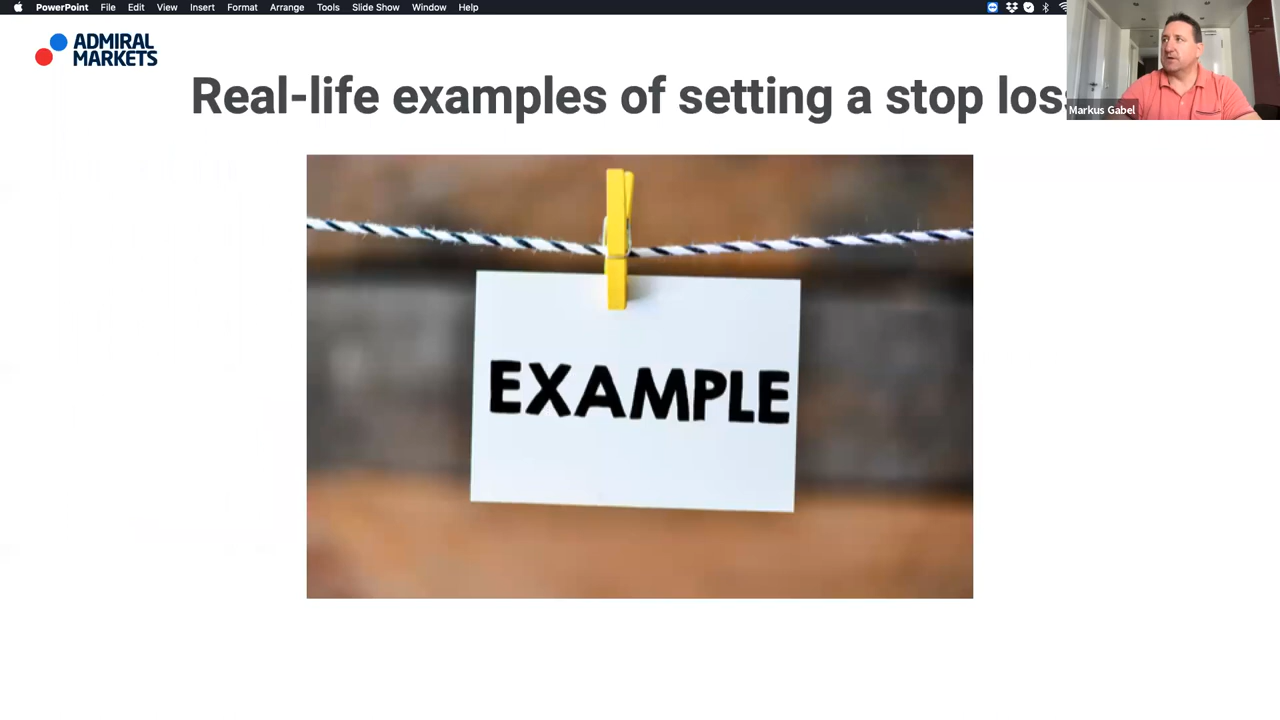 PowerPoint File Edit View Insert Format Arrange Tools Slide Show Window Help
ADMIRAL
MARKETS
Real-life examples of setting a stop
Markus Gabel
EXAMPLE